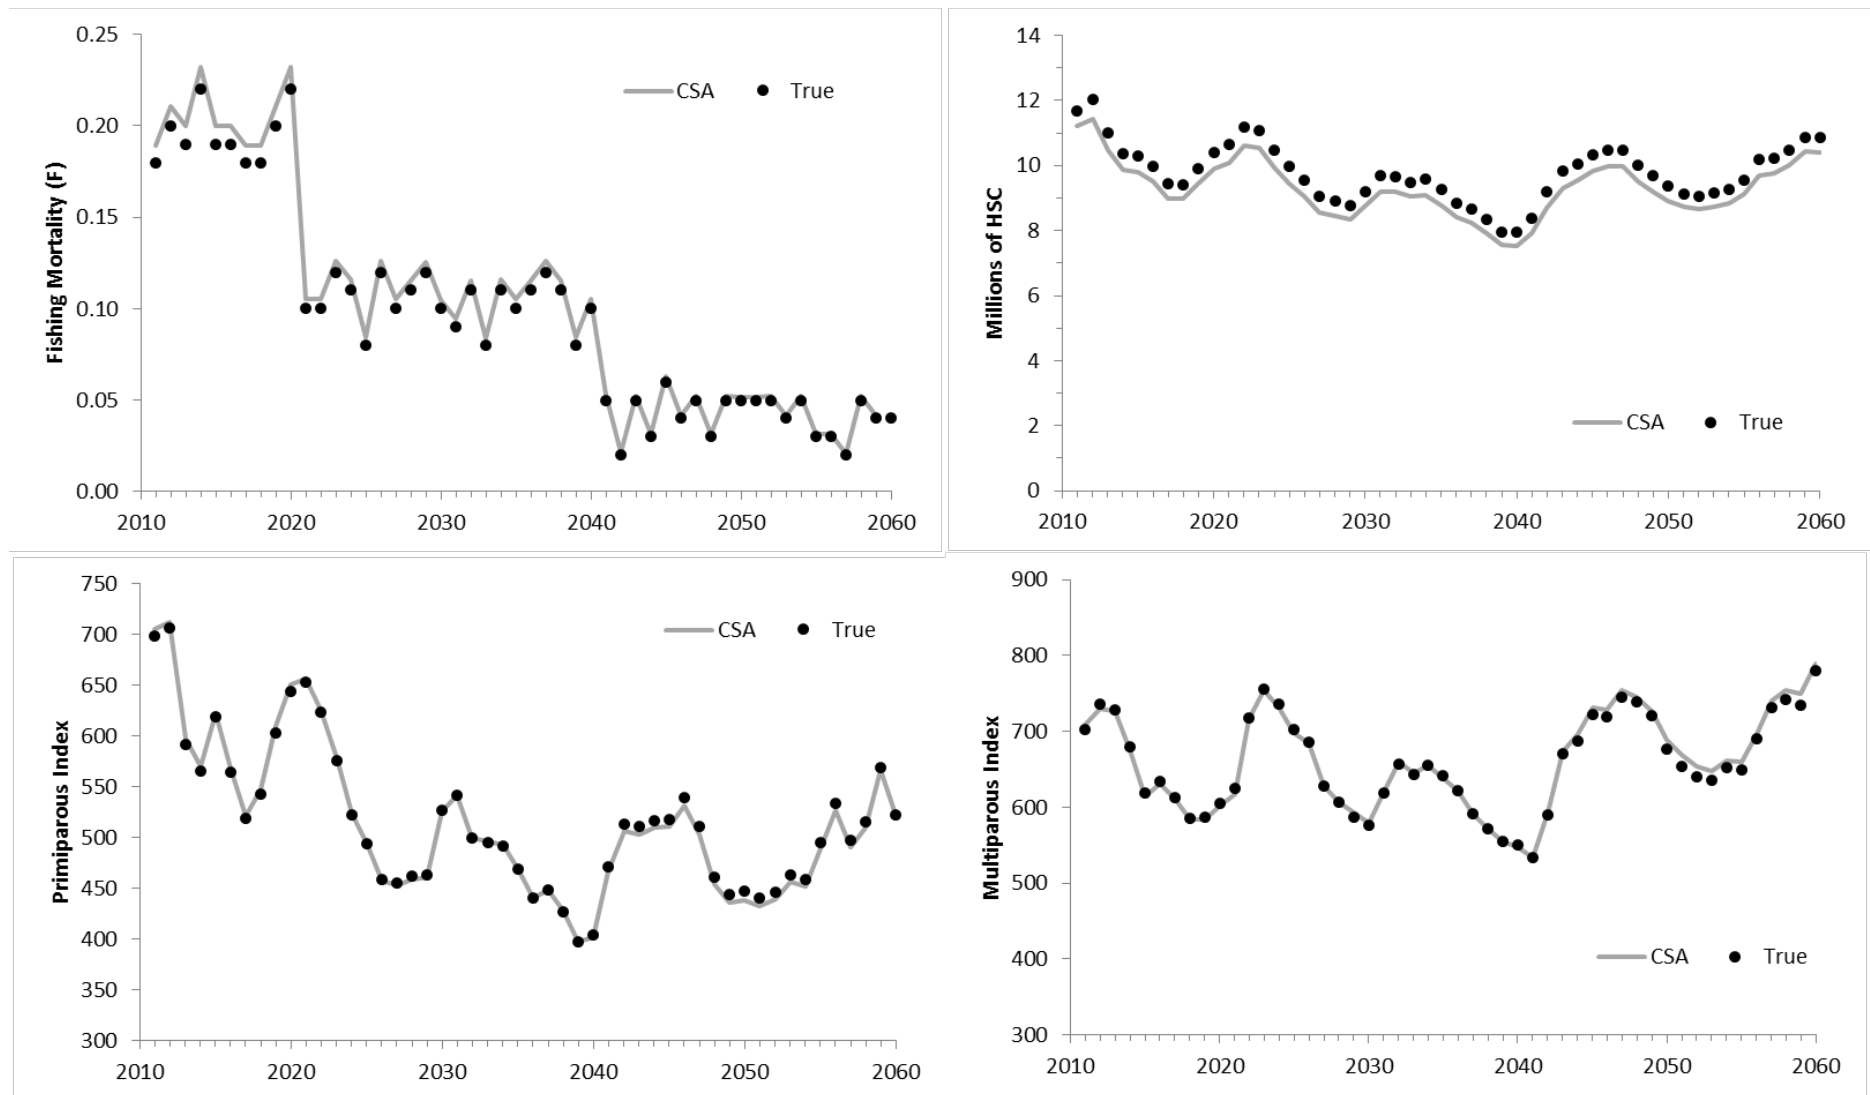 Fishing Mortality (F)
0.25
0.20
0.15
0.10
0.05
0.00
2010 2020 2030 2040 2050 2060
CSA True
Millions of HSC
14
12
10
8
6
4
2
0
2010 2020 2030 2040 2050 2060
CSA True
Primiparous Index
750
700
650
600
550
500
450
400
350
300
2010 2020 2030 2040 2050 2060
CSA True
Multiparous Index
900
800
700
600
500
400
300
2010 2020 2030 2040 2050 2060
CSA True